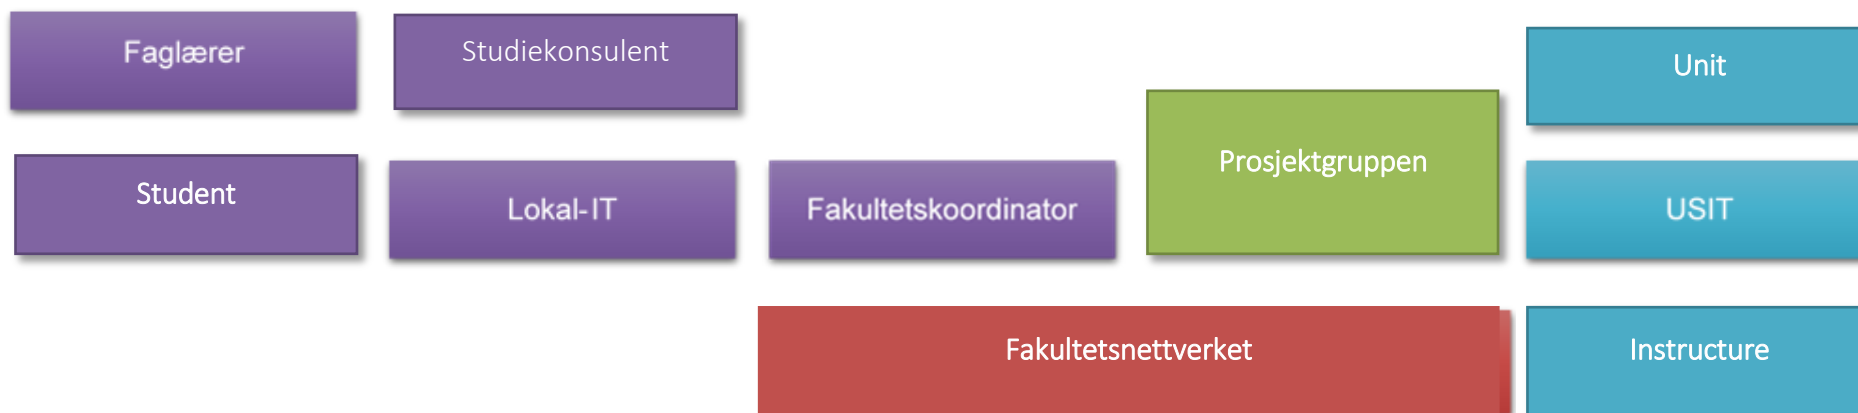 Faglærer
Studiekonsulent
Unit
Prosjektgruppen
Student
Lokal-IT
Fakultetskoordinator
USIT
Fakultetsnettverket
Instructure